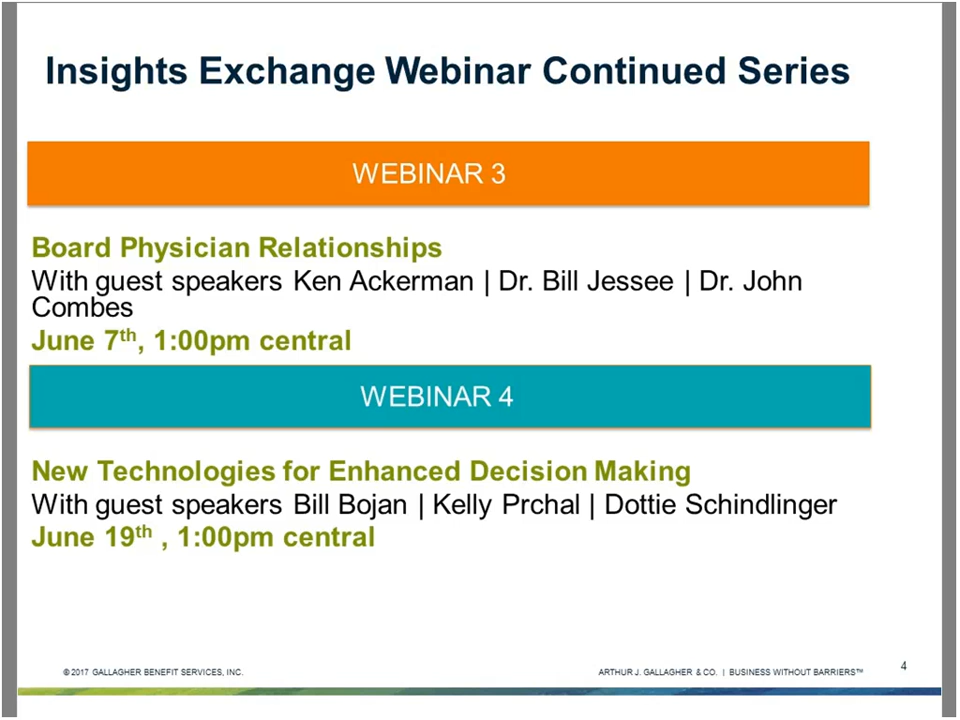 Insights Exchange Webinar Continued Series
WEBINAR 3
Board Physician Relationships
With guest speakers Ken Ackerman | Dr. Bill Jessee | Dr. John
Combes
June 7th, 1:00pm central
WEBINAR 4
New Technologies for Enhanced Decision Making
With guest speakers Bill Bojan | Kelly Prchal | Dottie Schindlinger
June 19th , 1:00pm central
© 2017 GALLAGHER BENEFIT SERVICES, INC.
ARTHUR J. GALLAGHER & CO. | BUSINESS WITHOUT BARRIERS™
4